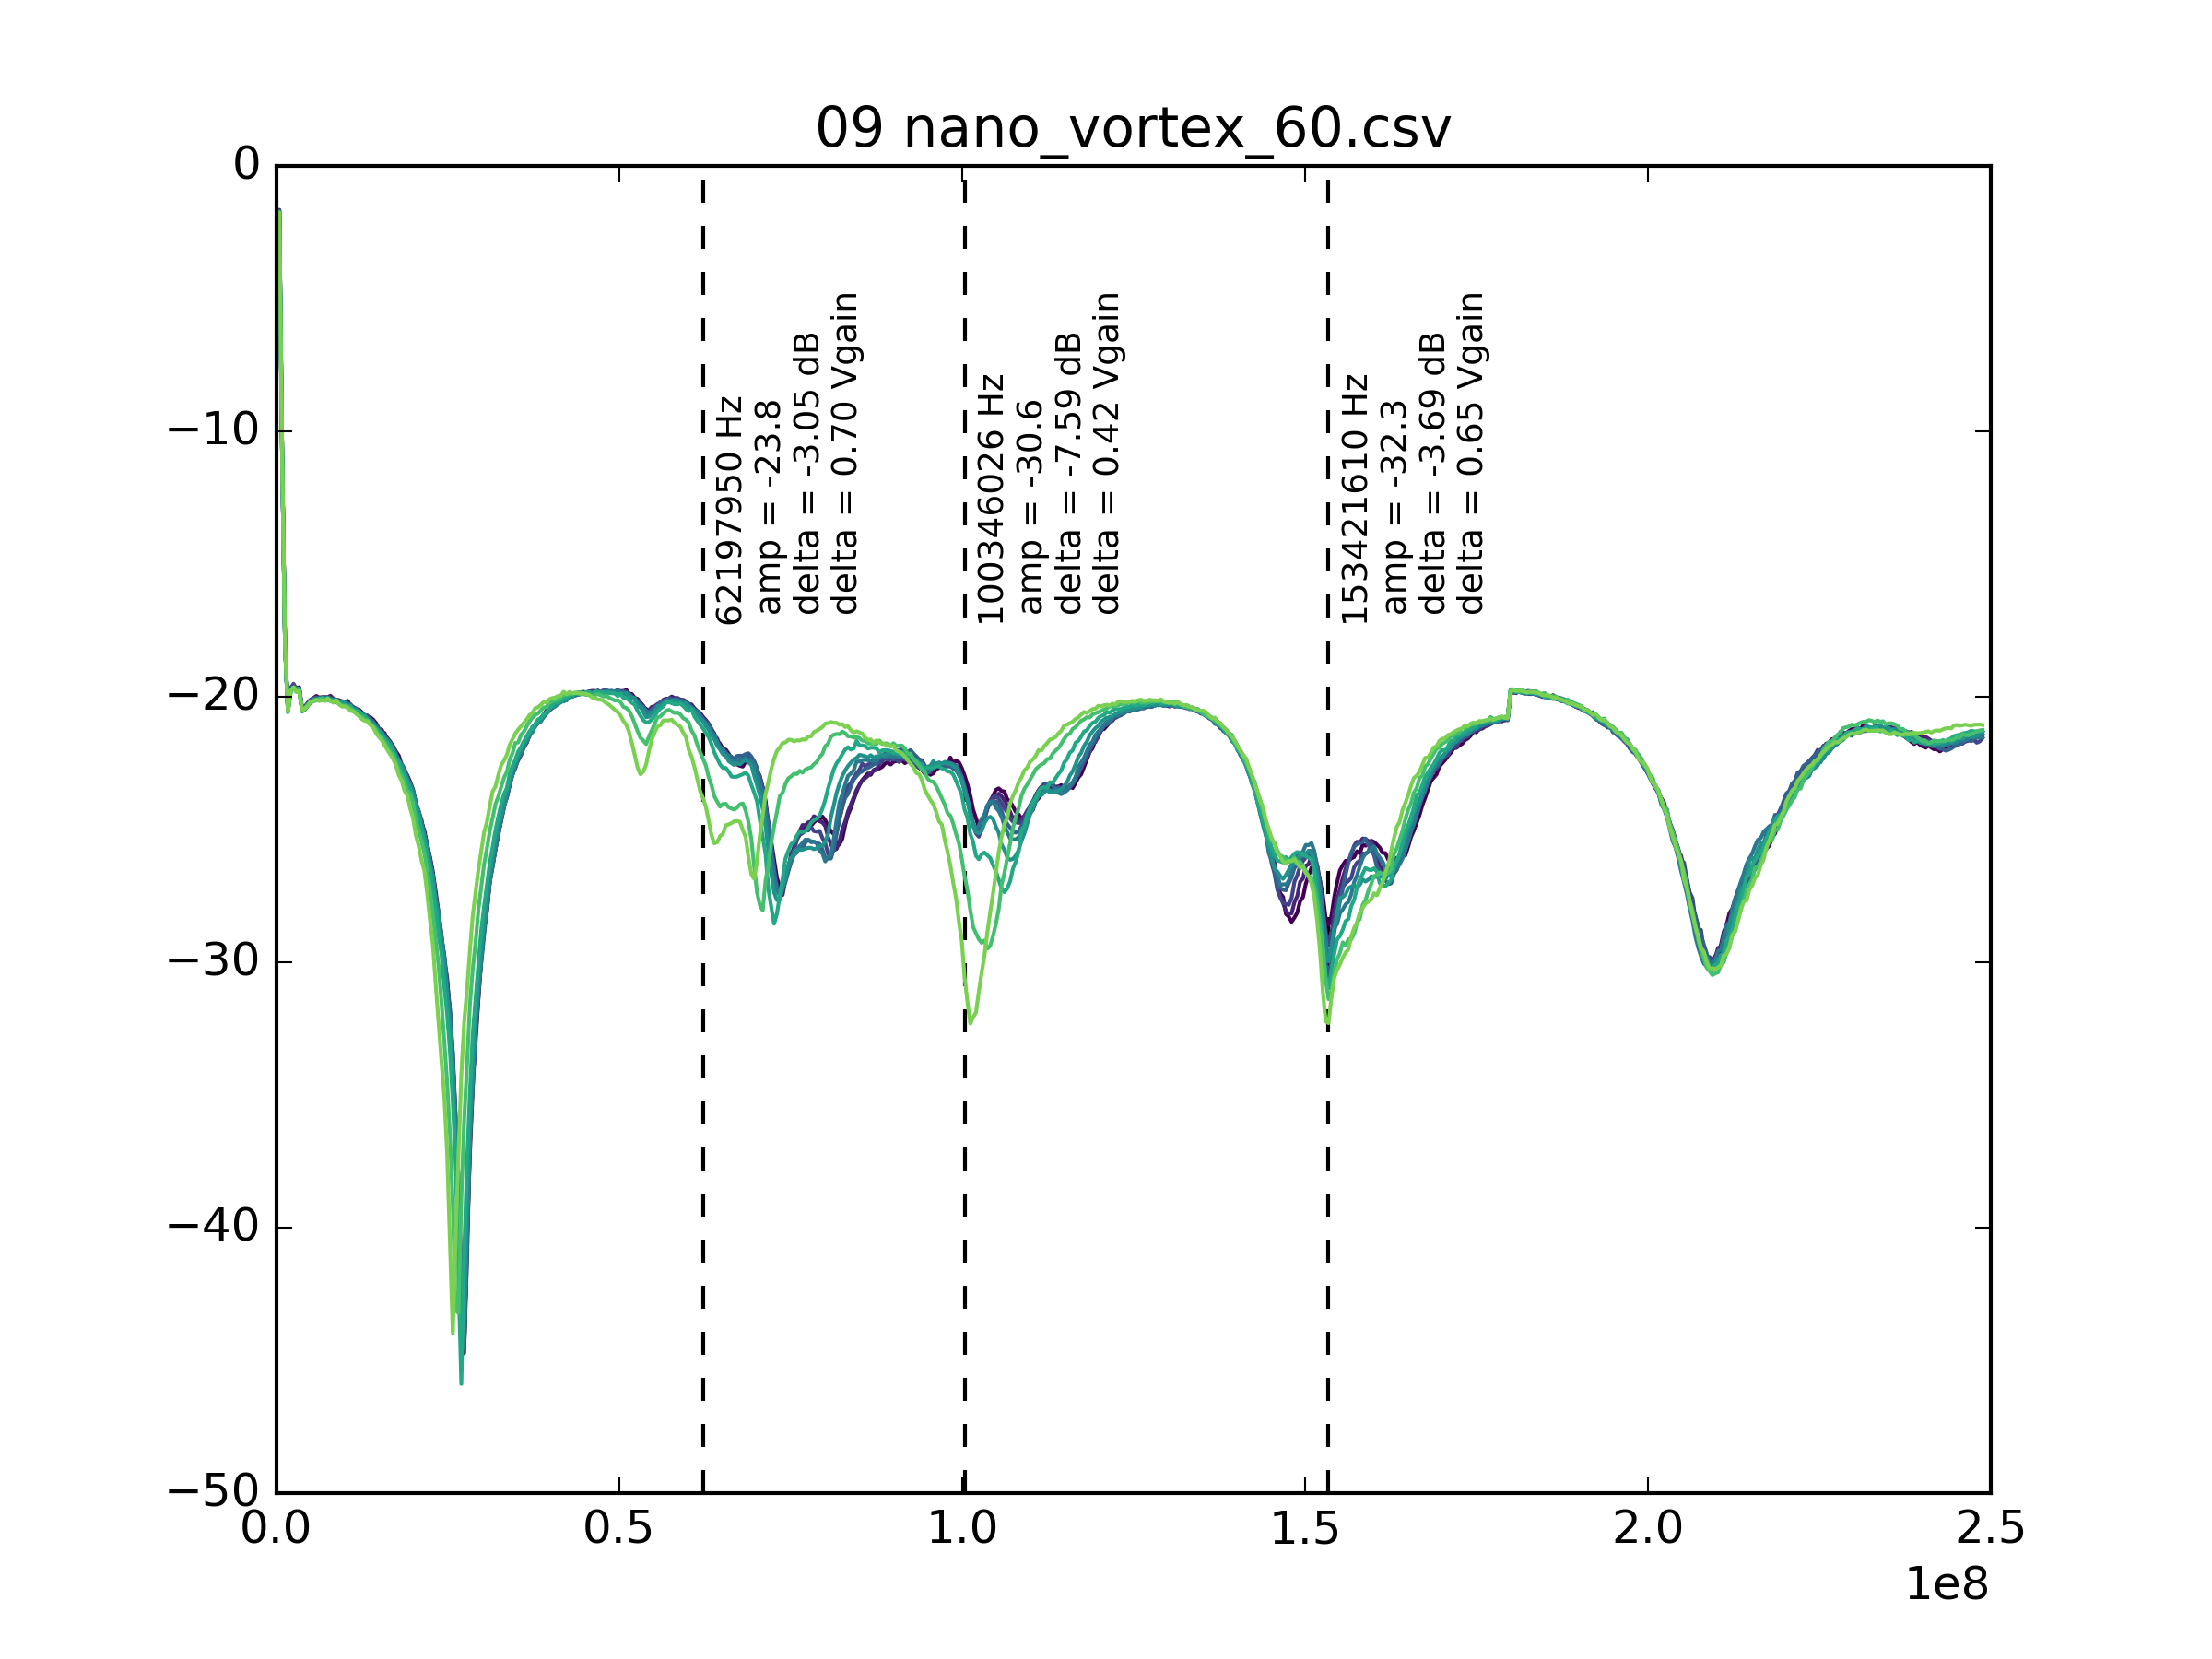 09 nano_vortex_60.csv
0
−10
−20
−30
−40
−50
62197950 Hz
amp = -23.8
delta = -3.05 dB
delta = 0.70 Vgain
100346026 Hz
amp = -30.6
delta = -7.59 dB
delta = 0.42 Vgain
153421610 Hz
amp = -32.3
delta = -3.69 dB
delta = 0.65 Vgain
0.0 0.5 1.0 1.5 2.0 2.5
1e8